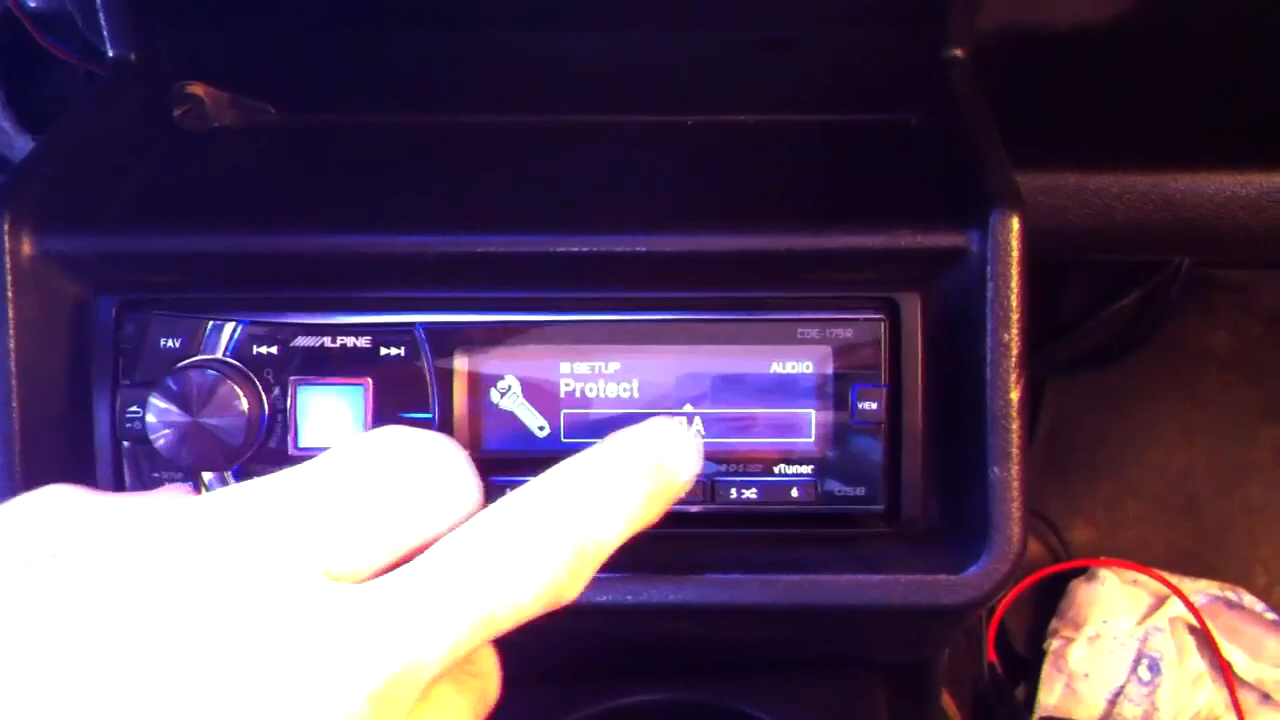 FAV
ALPINE
CDE-175R
SETUP
AUDIO
Protect
VIEW
vTuner
5
6
USB